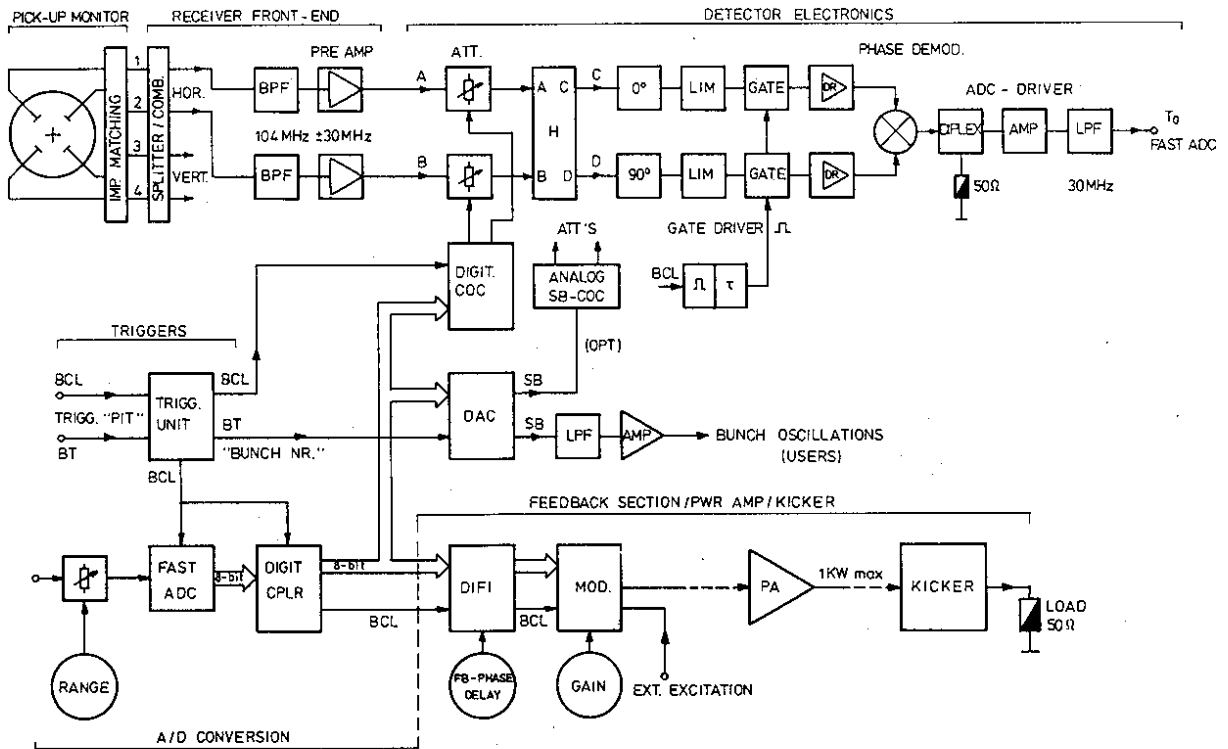 PICK-UP MONITOR
RECEIVER FRONT-END
DETECTOR ELECTRONICS
IMP. MATCHING
SPLITTER / COMB.
1
2
3
4
HOR.
VERT.
BPF
BPF
PRE AMP
104 MHz ±30MHz
A
B
ATT.
A C
H
B D
C
D
0°
90°
LIM
LIM
GATE
GATE
PHASE DEMOD.
DR
DR
ADC - DRIVER
DIPLEX
AMP
LPF
50Ω
30MHz
TO
FAST ADC
GATE DRIVER
BCL
τ
ATT'S
ANALOG
SB-COC
(OPT)
DIGIT.
COC
TRIGGERS
BCL
TRIGG. "PIT"
BT
TRIGG.
UNIT
BCL
BT
"BUNCH NR."
BCL
DAC
SB
SB
LPF
AMP
BUNCH OSCILLATIONS
(USERS)
FEEDBACK SECTION / PWR AMP / KICKER
FAST
ADC
8-bit
DIGIT
CPLR
8-bit
BCL
DIFI
BCL
MOD.
PA
1KW max
KICKER
LOAD
50Ω
RANGE
FB-PHASE
DELAY
GAIN
EXT. EXCITATION
A/D CONVERSION